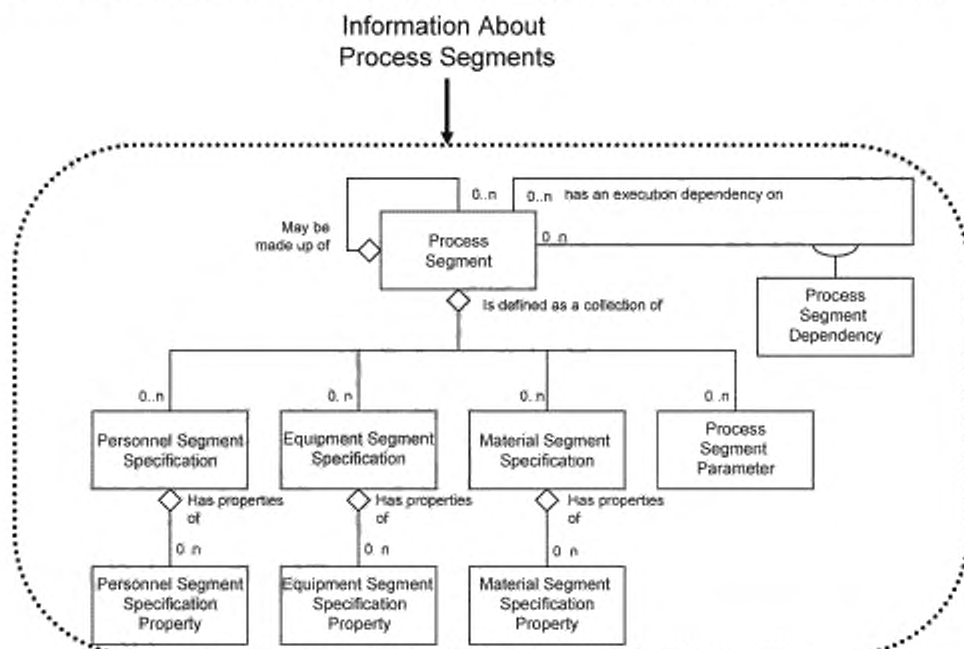 Information About
Process Segments
0..n
0..n has an execution dependency on
May be
made up of
Process
Segment
0..n
Is defined as a collection of
Process
Segment
Dependency
0..n
0..n
0..n
0..n
Personnel Segment
Specification
Equipment Segment
Specification
Material Segment
Specification
Process
Segment
Parameter
Has properties
of
Has properties
of
Has properties
of
0..n
0..n
0..n
Personnel Segment
Specification
Property
Equipment Segment
Specification
Property
Material Segment
Specification
Property